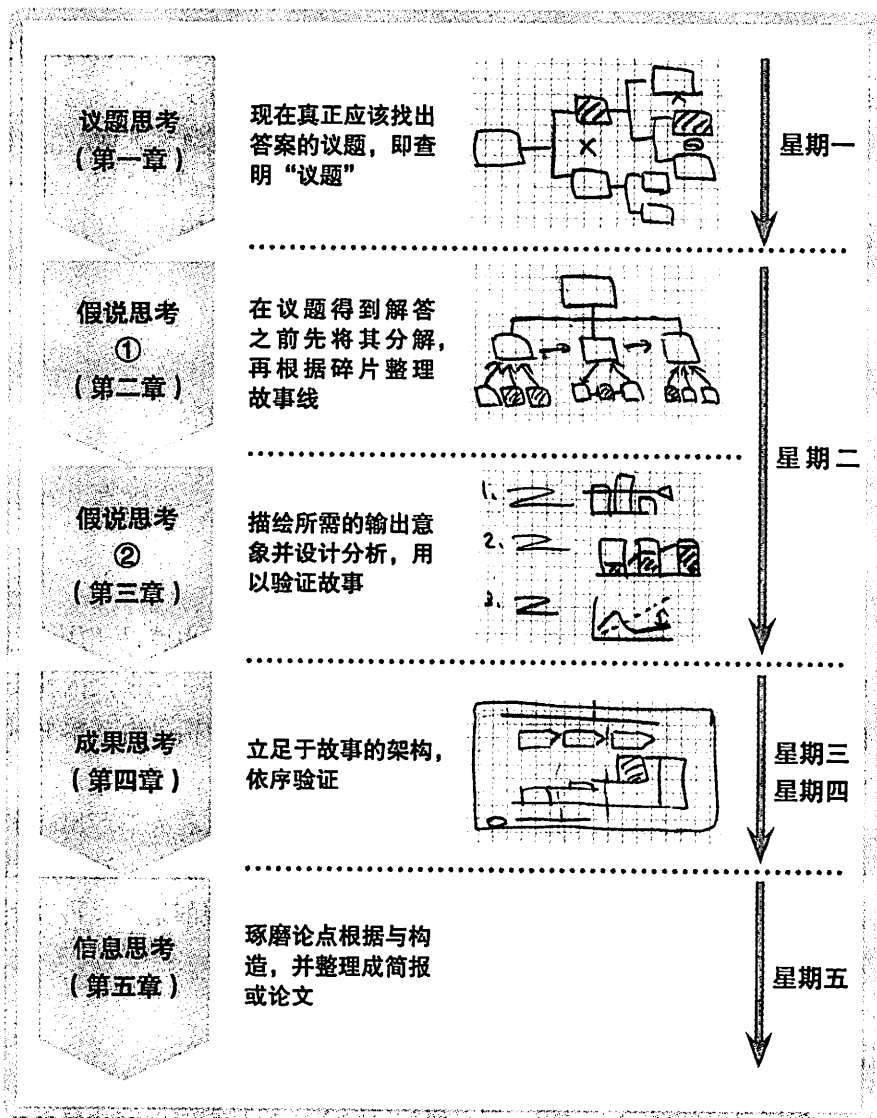 议题思考
（第一章）
现在真正应该找出
答案的议题，即查
明“议题”
星期一
假说思考
①
（第二章）
在议题得到解答
之前先将其分解，
再根据碎片整理
故事线
星期二
假说思考
②
（第三章）
描绘所需的输出意
象并设计分析，用
以验证故事
1.
2.
3.
成果思考
（第四章）
立足于故事的架构，
依序验证
星期三
星期四
信息思考
（第五章）
琢磨论点根据与构
造，并整理成简报
或论文
星期五